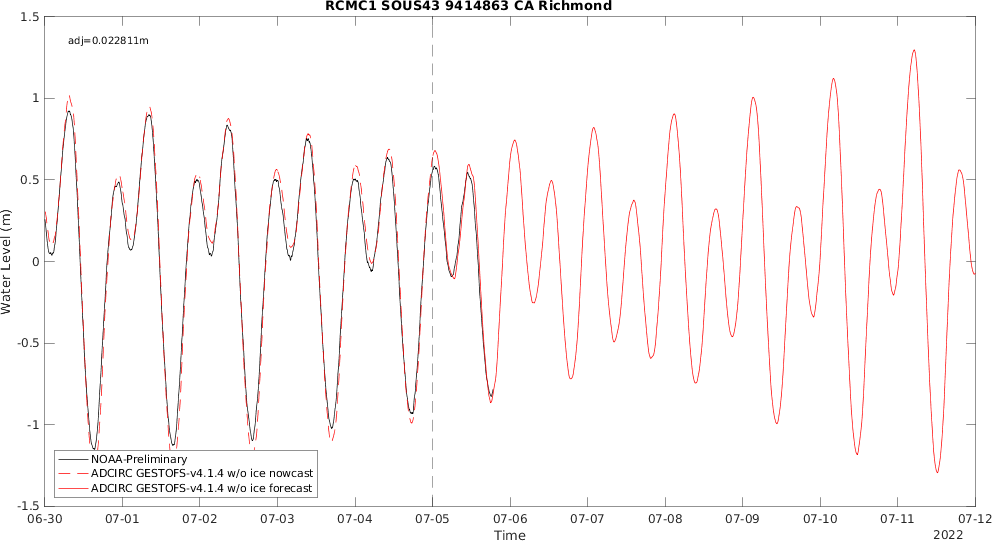 RCMC1 SOUS43 9414863 CA Richmond
adj=0.022811m
Water Level (m)
1.5
1
0.5
0
-0.5
-1
-1.5
NOAA-Preliminary
ADCIRC GESTOFS-v4.1.4 w/o ice nowcast
ADCIRC GESTOFS-v4.1.4 w/o ice forecast
06-30 07-01 07-02 07-03 07-04 07-05 07-06 07-07 07-08 07-09 07-10 07-11 07-12
Time
2022